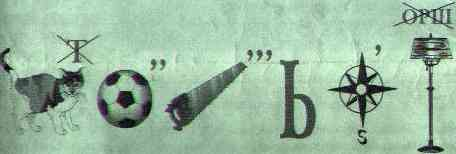 Т ОРШ
,, ,,, ,
Ь
S